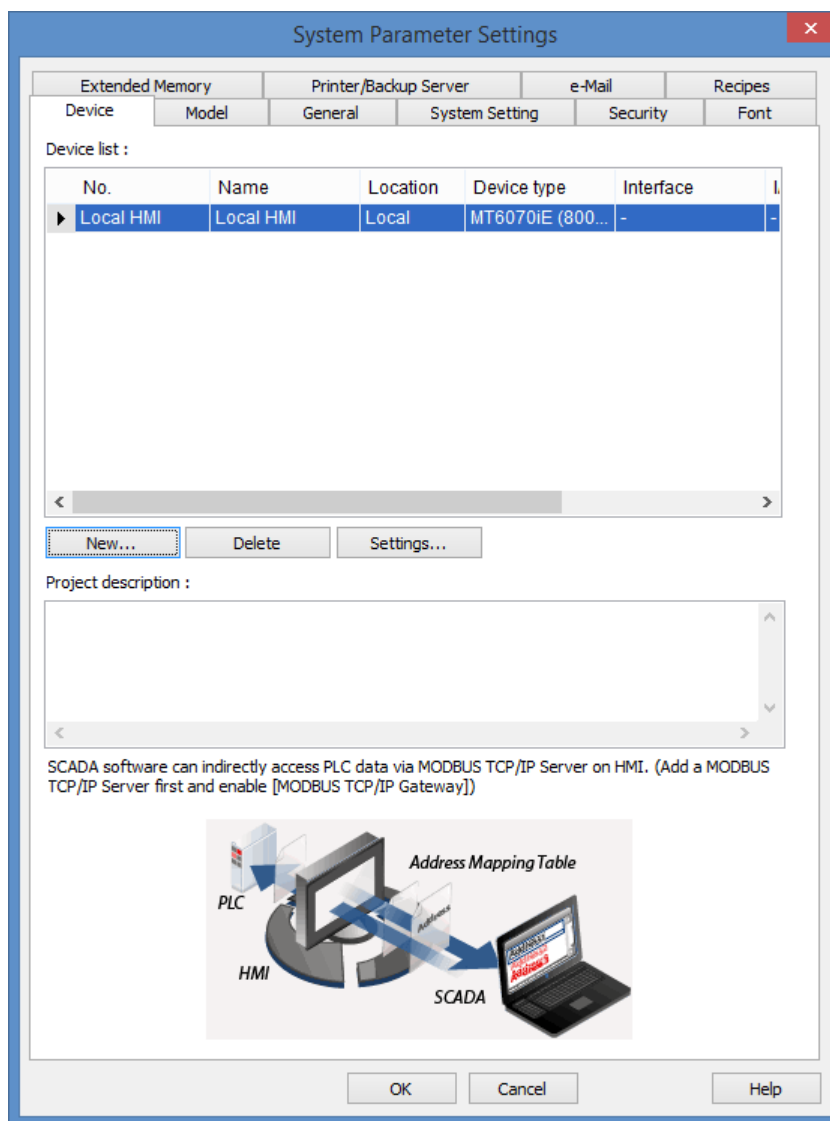 System Parameter Settings
Extended Memory Printer/Backup Server e-Mail Recipes
Device Model General System Setting Security Font
Device list :
No. Name Location Device type Interface
Local HMI Local HMI Local MT6070iE (800... - -
New... Delete Settings...
Project description :
SCADA software can indirectly access PLC data via MODBUS TCP/IP Server on HMI. (Add a MODBUS
TCP/IP Server first and enable [MODBUS TCP/IP Gateway])
Address Mapping Table
PLC
Address
HMI
SCADA
OK Cancel Help